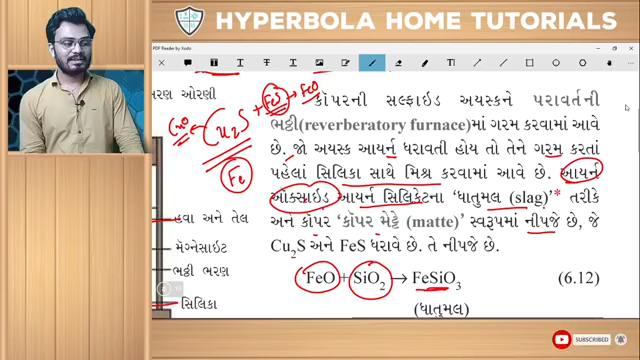 HYPERBOLA HOME TUTORIALS
PDF Reader by Xodo
કૉપરની સલ્ફાઇડ અયસ્કને પરાવર્તની
ભઠ્ઠી(reverberatory furnace)માં ગરમ કરવામાં આવે
છે. જો અયસ્ક આયર્ન ધરાવતી હોય તો તેને ગરમ કરતાં
પહેલાં સિલિકા સાથે મિશ્ર કરવામાં આવે છે. આયર્ન
ઑક્સાઇડ આયર્ન સિલિકેટના 'ધાતુમલ (slag)* તરીકે
અને કૉપર 'કૉપર મેટ્ટે (matte) સ્વરૂપમાં નીપજે છે, જે
Cu2S અને FeS ધરાવે છે. તે નીપજે છે.
FeO + SiO2 → FeSiO3 (6.12)
(ધાતુમલ)
Cu2S + FeS → FeO
Fe
હવા અને તેલ
મૅગ્નેસાઇટ
ભઠ્ઠી ભરણ
સિલિકા
SUBSCRIBED